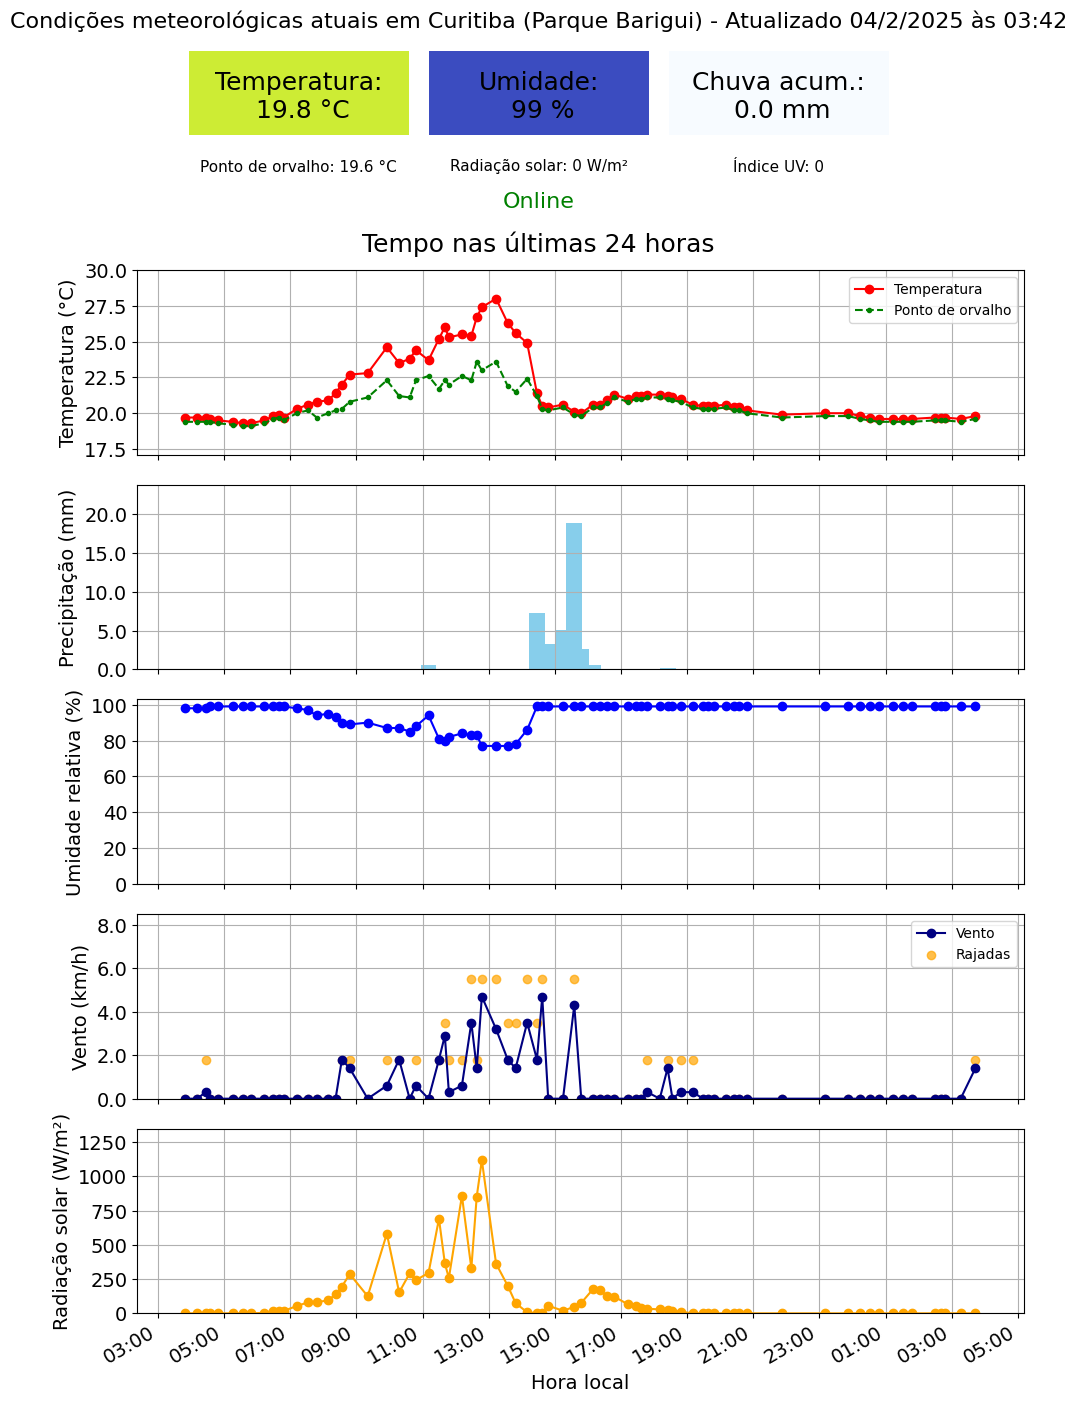 Condições meteorológicas atuais em Curitiba (Parque Barigui) - Atualizado 04/2/2025 às 03:42
Temperatura:
19.8 °C
Umidade:
99 %
Chuva acum.:
0.0 mm
Ponto de orvalho: 19.6 °C
Radiação solar: 0 W/m²
Índice UV: 0
Online
Tempo nas últimas 24 horas
Temperatura (°C)
30.0
27.5
25.0
22.5
20.0
17.5
Temperatura
Ponto de orvalho
Precipitação (mm)
20.0
15.0
10.0
5.0
0.0
Umidade relativa (%)
100
80
60
40
20
0
Vento (km/h)
8.0
6.0
4.0
2.0
0.0
Vento
Rajadas
Radiação solar (W/m²)
1250
1000
750
500
250
0
03:00 05:00 07:00 09:00 11:00 13:00 15:00 17:00 19:00 21:00 23:00 01:00 03:00 05:00
Hora local